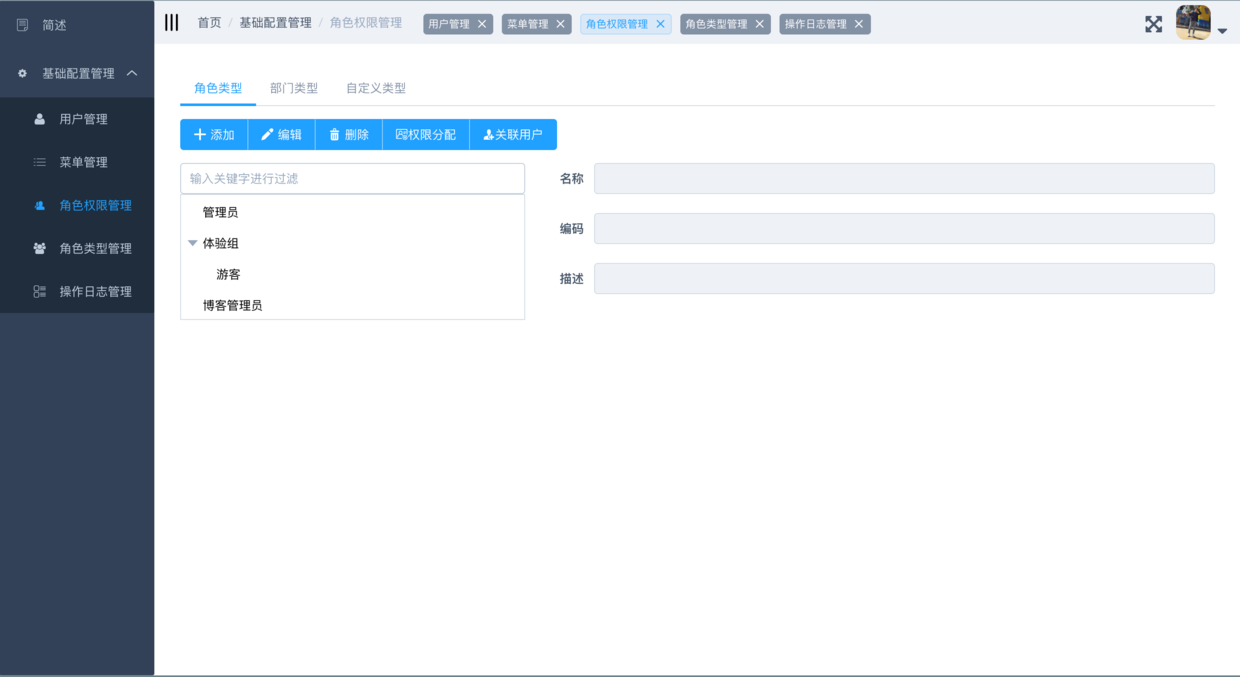 简述
基础配置管理
用户管理
菜单管理
角色权限管理
角色类型管理
操作日志管理
首页 / 基础配置管理 / 角色权限管理
用户管理 菜单管理 角色权限管理 角色类型管理 操作日志管理
角色类型 部门类型 自定义类型
添加 编辑 删除 权限分配 关联用户
输入关键字进行过滤
管理员
体验组
游客
博客管理员
名称
编码
描述